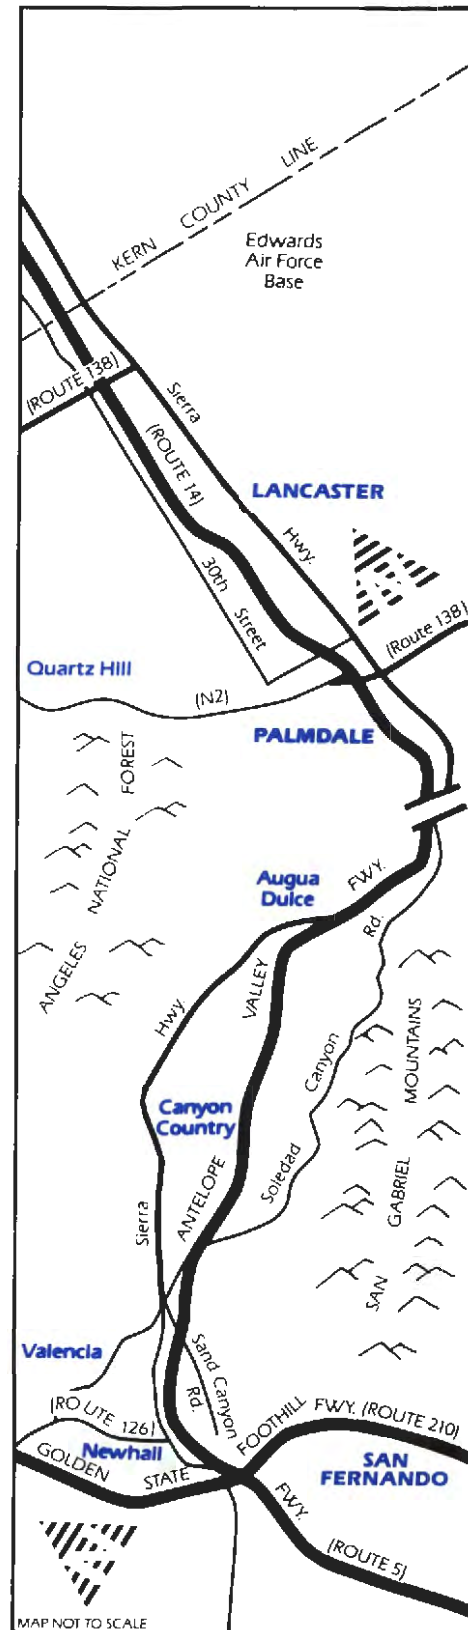 KERN COUNTY LINE
Edwards
Air Force
Base
(ROUTE 138)
Sierra
Hwy.
(ROUTE 14)
LANCASTER
30th
Street
(Route 138)
Quartz Hill
(N2)
PALMDALE
ANGELES NATIONAL FOREST
Augua
Dulce
FWY.
Rd.
VALLEY
Hwy.
Canyon
MOUNTAINS
Canyon
Country
Soledad
GABRIEL
ANTELOPE
Sierra
SAN
Valencia
Sand Canyon
Rd.
(ROUTE 126)
Newhall
FOOTHILL FWY. (ROUTE 210)
GOLDEN STATE FWY.
SAN
FERNANDO
(ROUTE 5)
MAP NOT TO SCALE